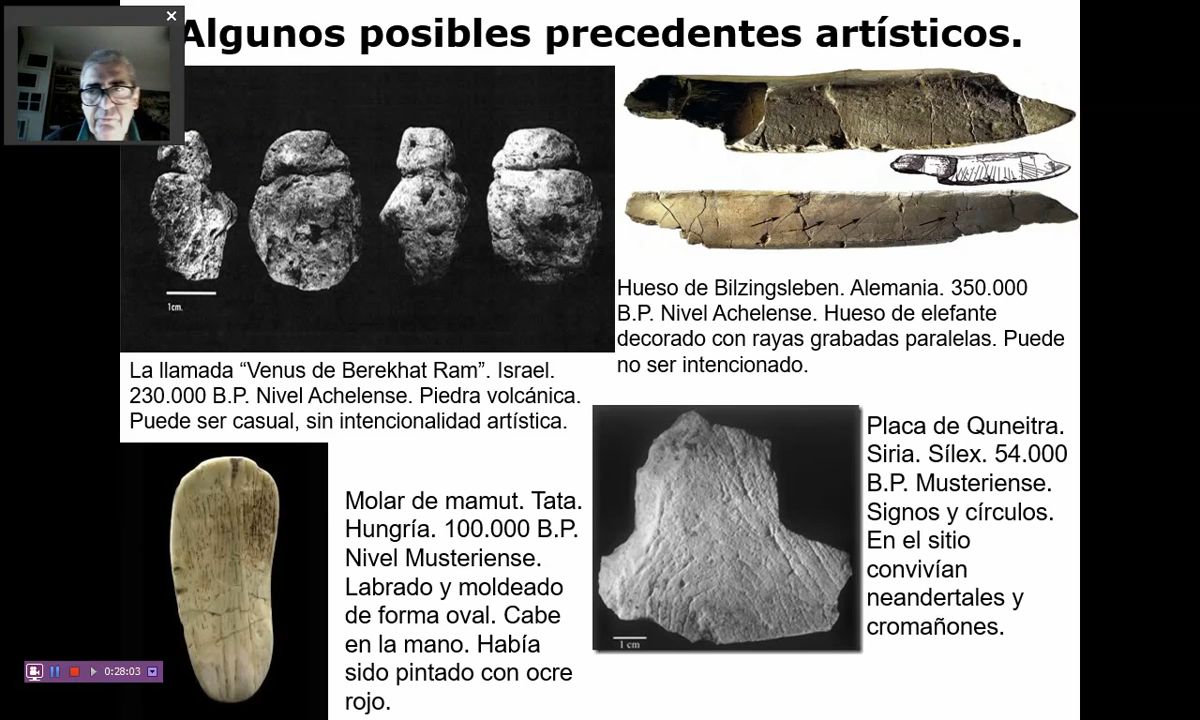 Algunos posibles precedentes artísticos.
1cm.
La llamada “Venus de Berekhat Ram”. Israel.
230.000 B.P. Nivel Achelense. Piedra volcánica.
Puede ser casual, sin intencionalidad artística.
Hueso de Bilzingsleben. Alemania. 350.000
B.P. Nivel Achelense. Hueso de elefante
decorado con rayas grabadas paralelas. Puede
no ser intencionado.
Molar de mamut. Tata.
Hungría. 100.000 B.P.
Nivel Musteriense.
Labrado y moldeado
de forma oval. Cabe
en la mano. Había
sido pintado con ocre
rojo.
1 cm
Placa de Quneitra.
Siria. Sílex. 54.000
B.P. Musteriense.
Signos y círculos.
En el sitio
convivían
neandertales y
cromañones.
0:28:03